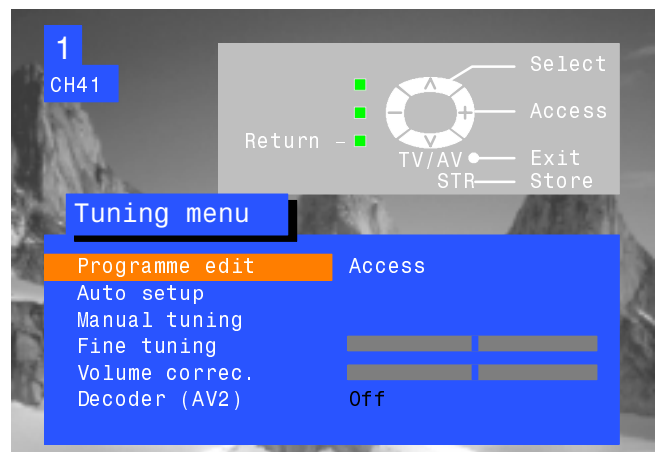 1
CH41
Select
Access
Return –
TV/AV Exit
STR Store
Tuning menu
Programme edit Access
Auto setup
Manual tuning
Fine tuning
Volume correc.
Decoder (AV2) Off